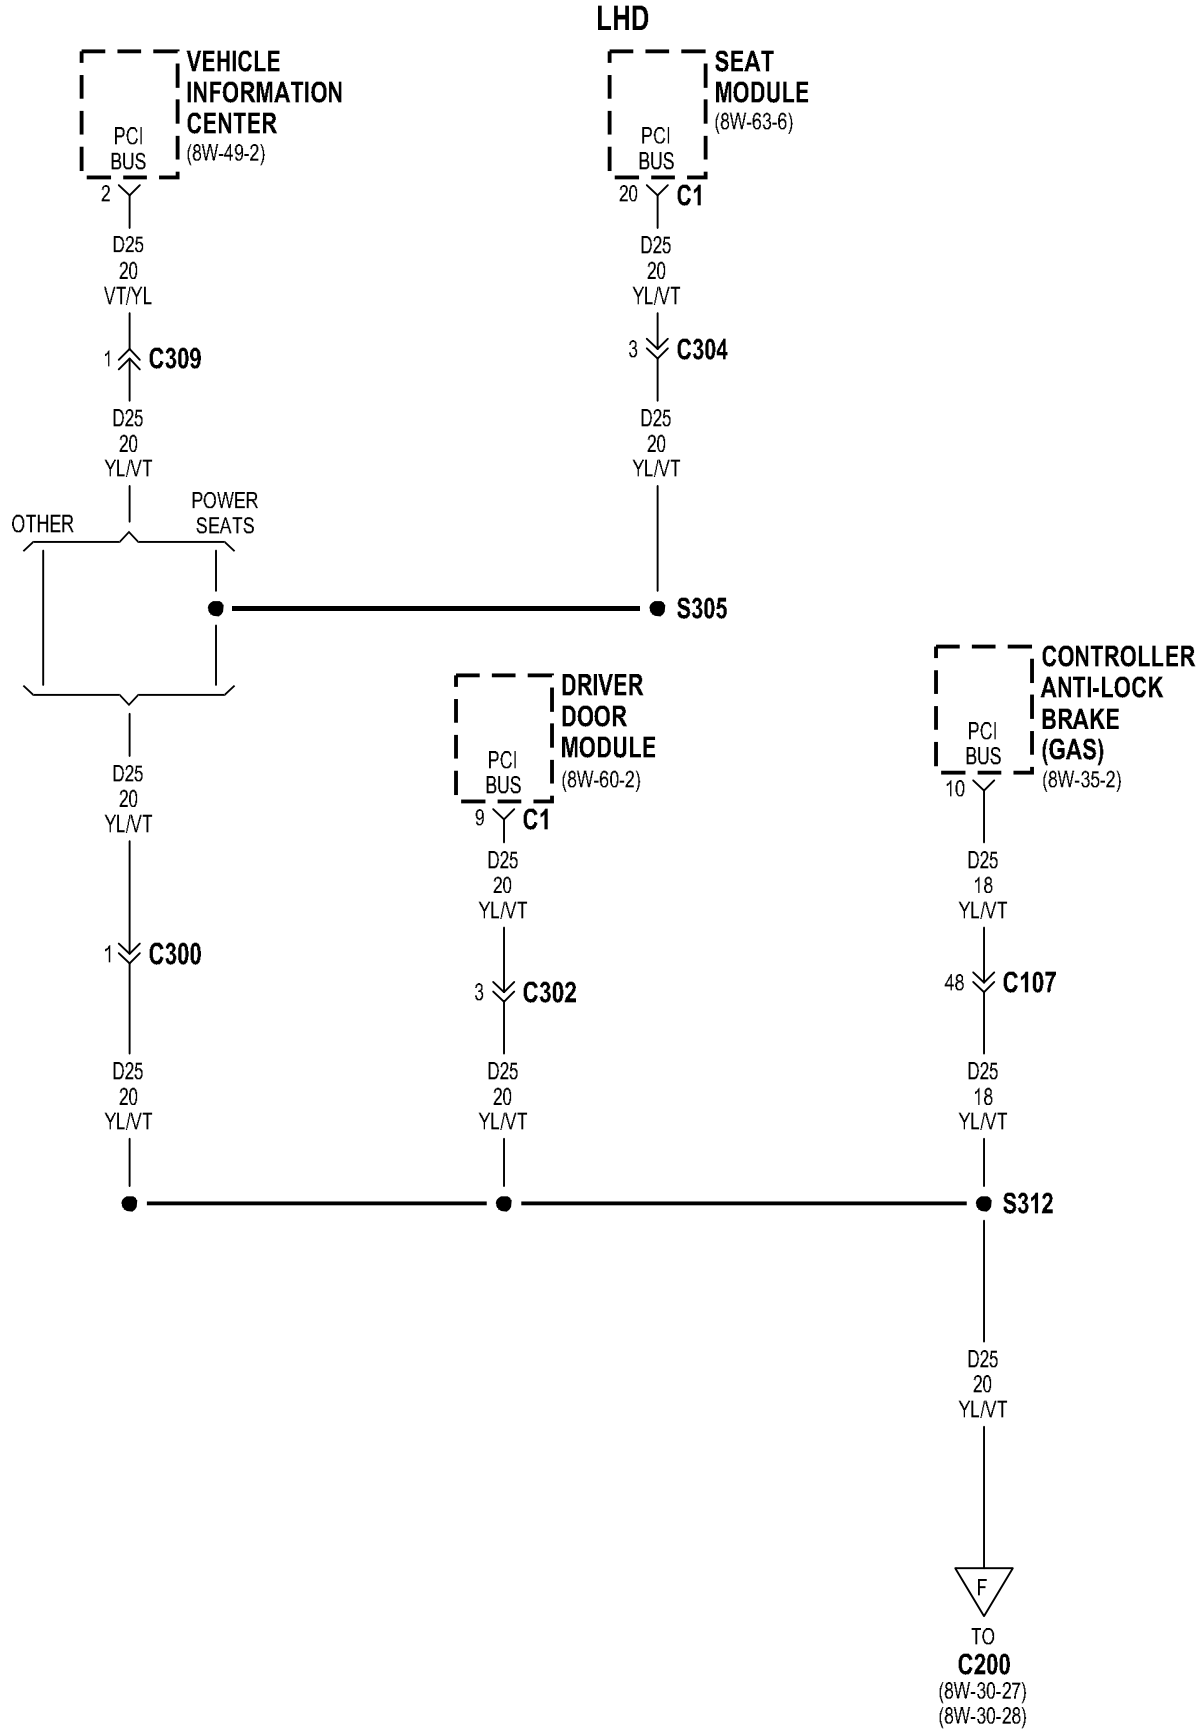 LHD
VEHICLE
INFORMATION
CENTER
(8W-49-2)
PCI
BUS
2
D25
20
VT/YL
1
C309
D25
20
YL/VT
OTHER
POWER
SEATS
SEAT
MODULE
(8W-63-6)
PCI
BUS
20
C1
D25
20
YL/VT
3
C304
D25
20
YL/VT
S305
D25
20
YL/VT
1
C300
D25
20
YL/VT
DRIVER
DOOR
MODULE
(8W-60-2)
PCI
BUS
9
C1
D25
20
YL/VT
3
C302
D25
20
YL/VT
CONTROLLER
ANTI-LOCK
BRAKE
(GAS)
(8W-35-2)
PCI
BUS
10
D25
18
YL/VT
48
C107
D25
18
YL/VT
S312
D25
20
YL/VT
F
TO
C200
(8W-30-27)
(8W-30-28)